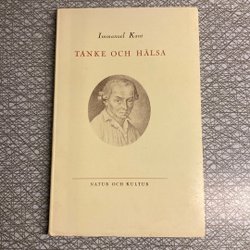 Immanuel Kant
TANKE OCH HÄLSA
NATUR OCH KULTUR